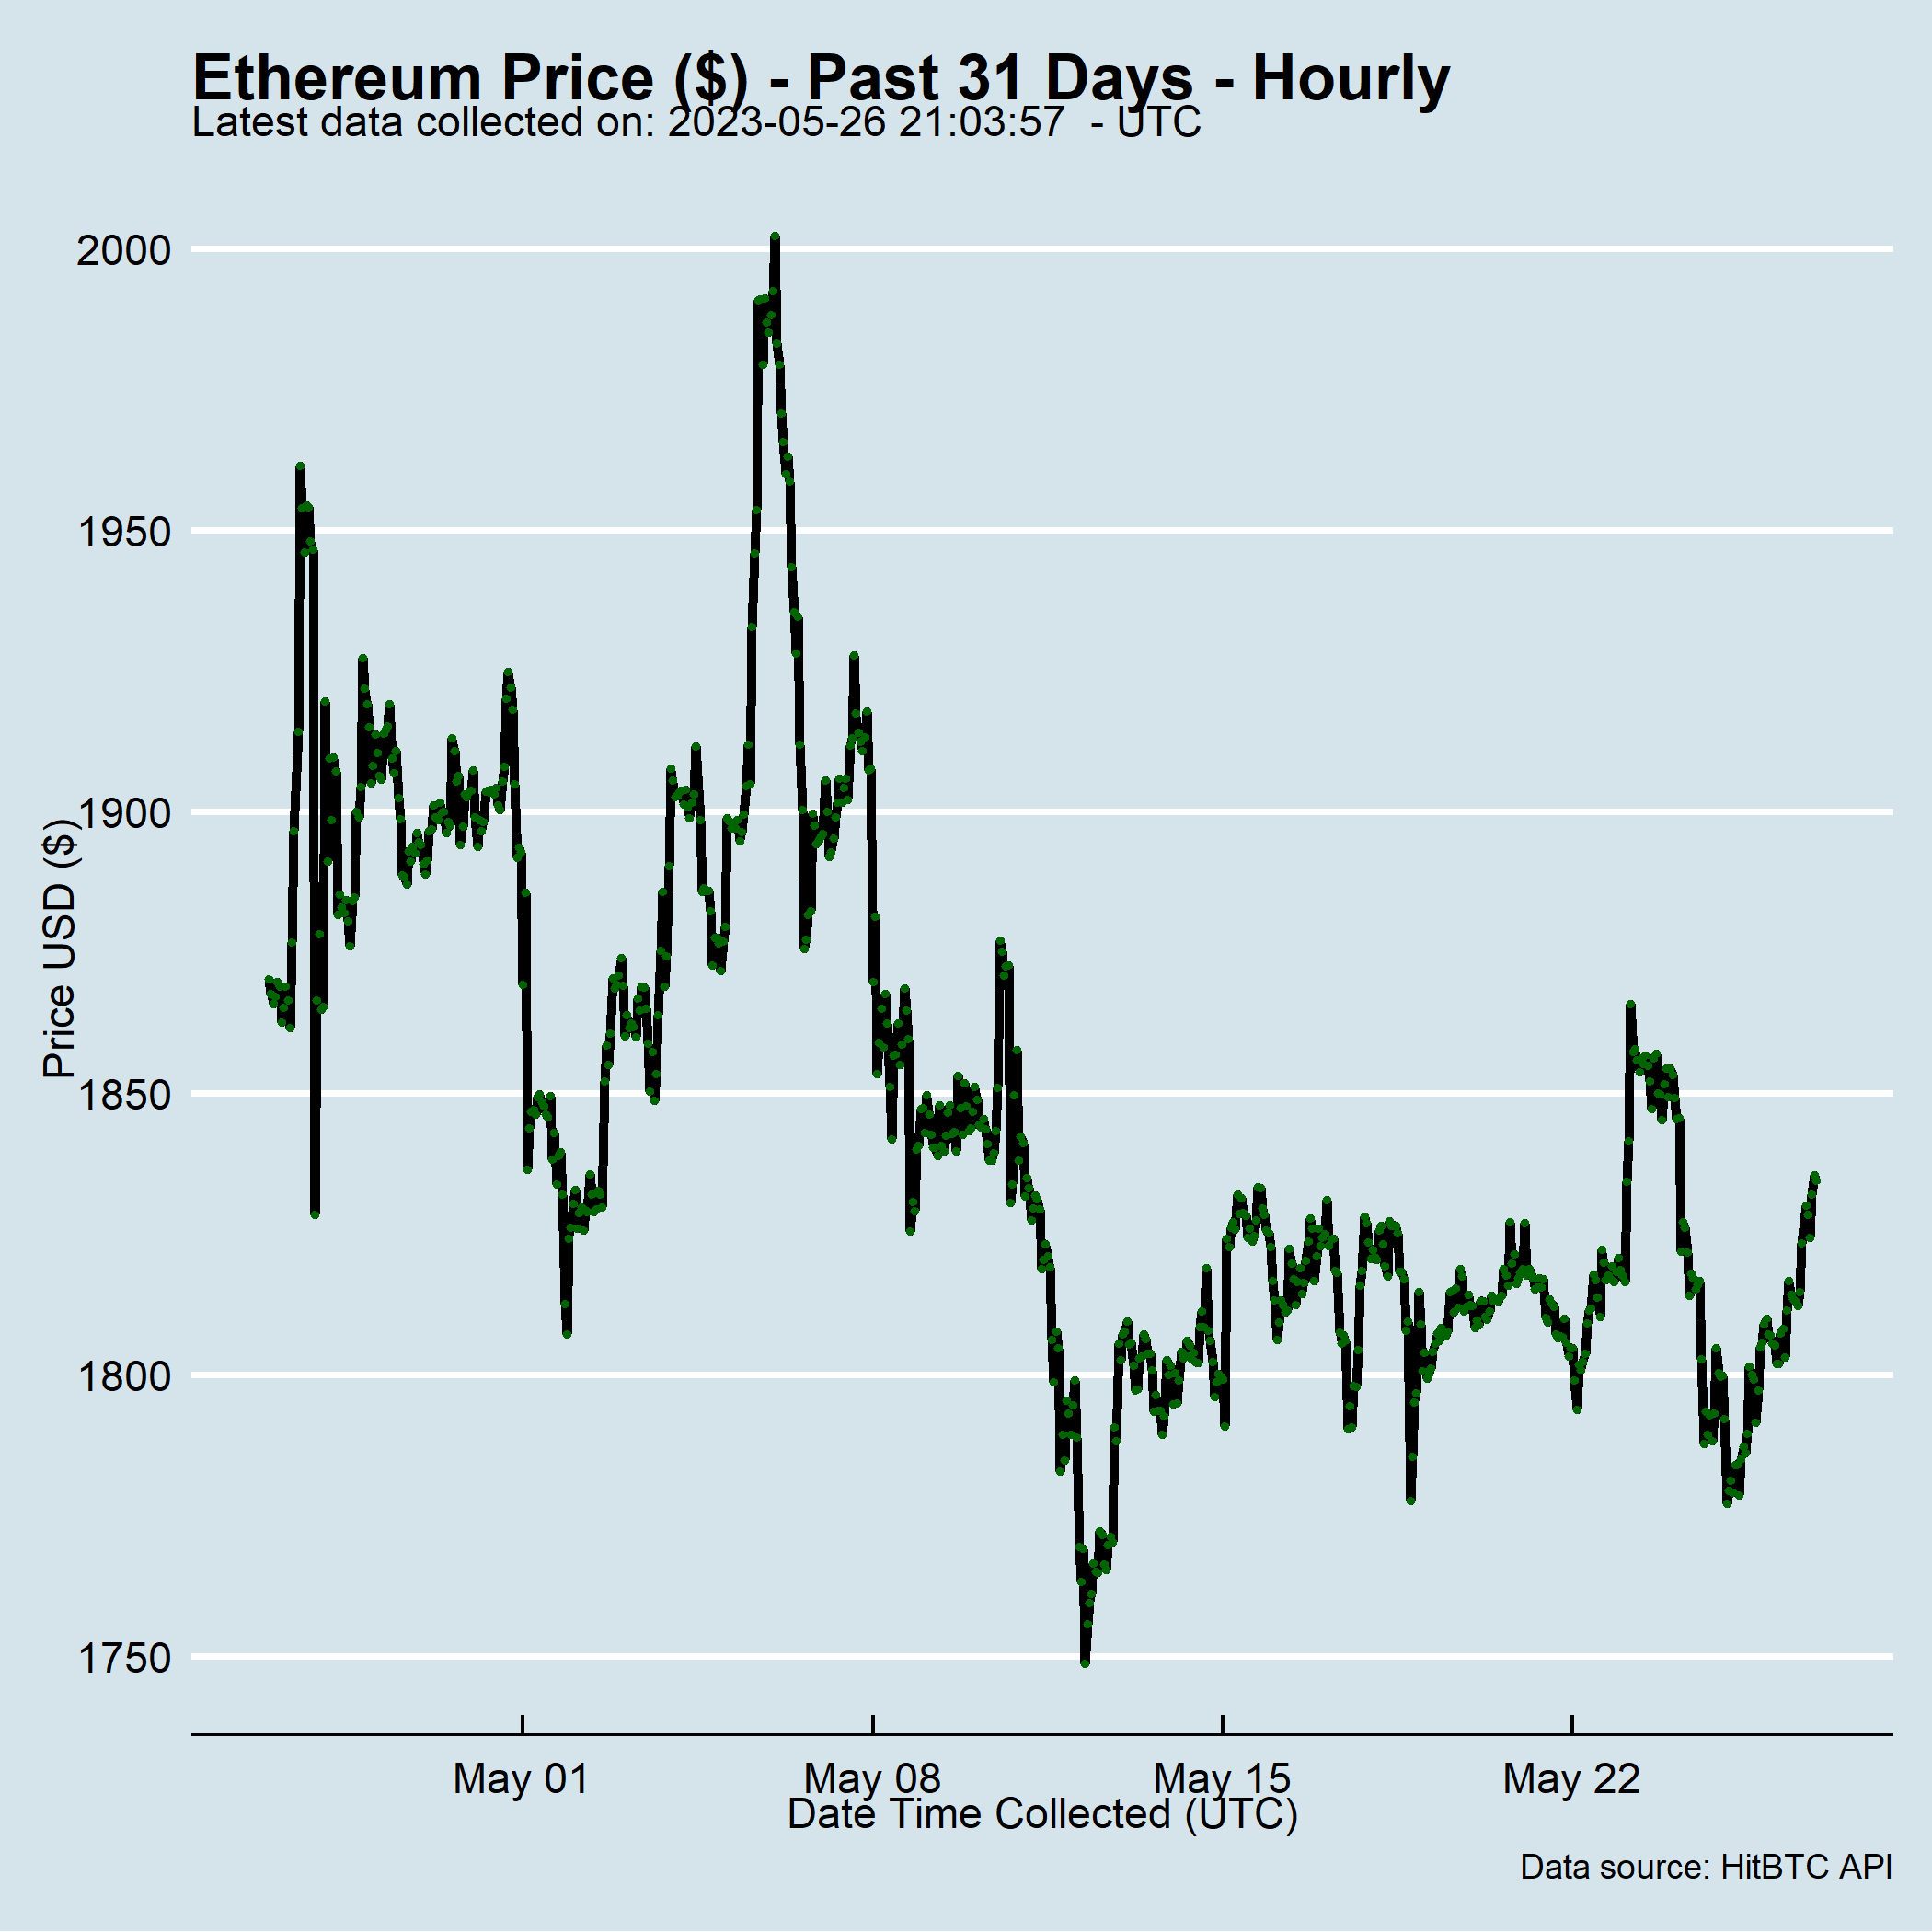 Ethereum Price ($) - Past 31 Days - Hourly
Latest data collected on: 2023-05-26 21:03:57  - UTC
Price USD ($)
2000
1950
1900
1850
1800
1750
May 01
May 08
May 15
May 22
Date Time Collected (UTC)
Data source: HitBTC API